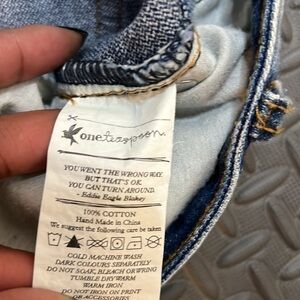 oneteaspoon.
YOU WENT THE WRONG WAY
BUT THAT'S OK
YOU CAN TURN AROUND
- Eddie Eagle Blakey
100% COTTON
Hand Made in China
We suggest the following care be taken
COLD MACHINE WASH
DARK COLOURS SEPARATELY
DO NOT SOAK, BLEACH OR WRING
TUMBLE DRYWARM
WARM IRON
DO NOT IRON ON PRINT
OR ACCESSORIES